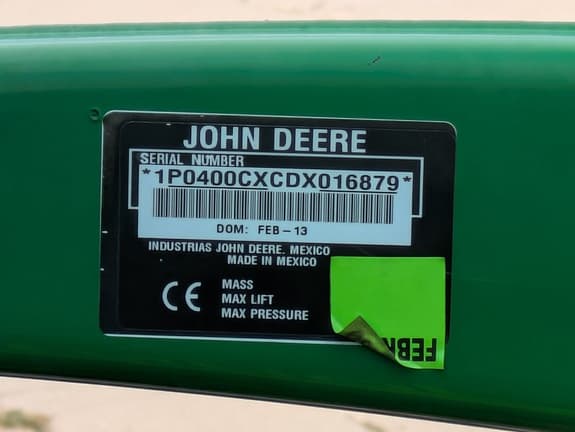 JOHN DEERE
SERIAL NUMBER
*1P0400CXCDX016879*
DOM: FEB-13
INDUSTRIAS JOHN DEERE, MEXICO
MADE IN MEXICO
CE
MASS
MAX LIFT
MAX PRESSURE